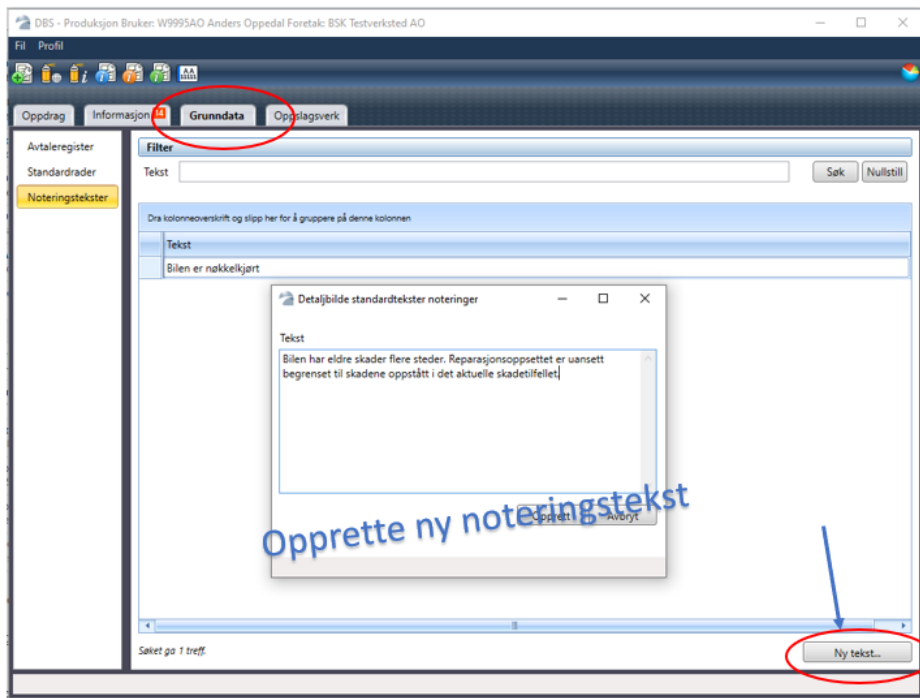 DBS - Produksjon Bruker: W9995AO Anders Oppedal Foretak: BSK Testverksted AO
Fil Profil
Oppdrag Informasjon 14 Grunndata Oppslagsverk
Avtaleregister
Standardrader
Noteringstekster
Filter
Tekst Søk Nullstill
Dra kolonneoverskrift og slipp her for å gruppere på denne kolonnen
Tekst
Bilen er nøkkelkjørt
Detaljbilde standardtekster noteringer
Tekst
Bilen har eldre skader flere steder. Reparasjonsoppsettet er uansett
begrenset til skadene oppstått i det aktuelle skadetilfellet.
Opprett Avbryt
Opprette ny noteringstekst
Søket ga 1 treff.
Ny tekst...